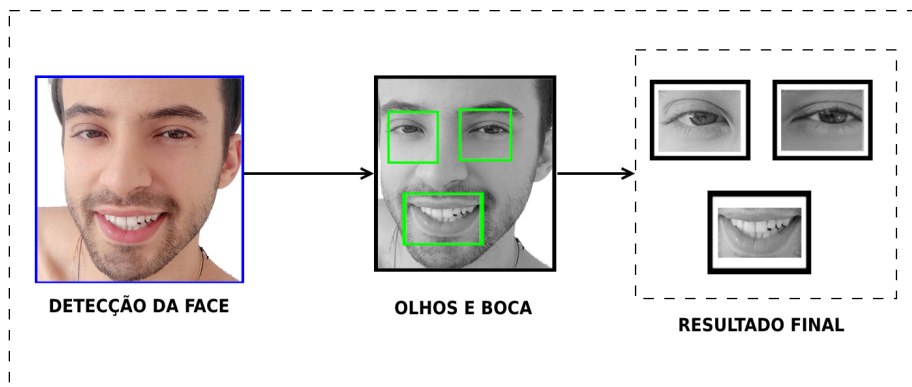 DETECÇÃO DA FACE
OLHOS E BOCA
RESULTADO FINAL